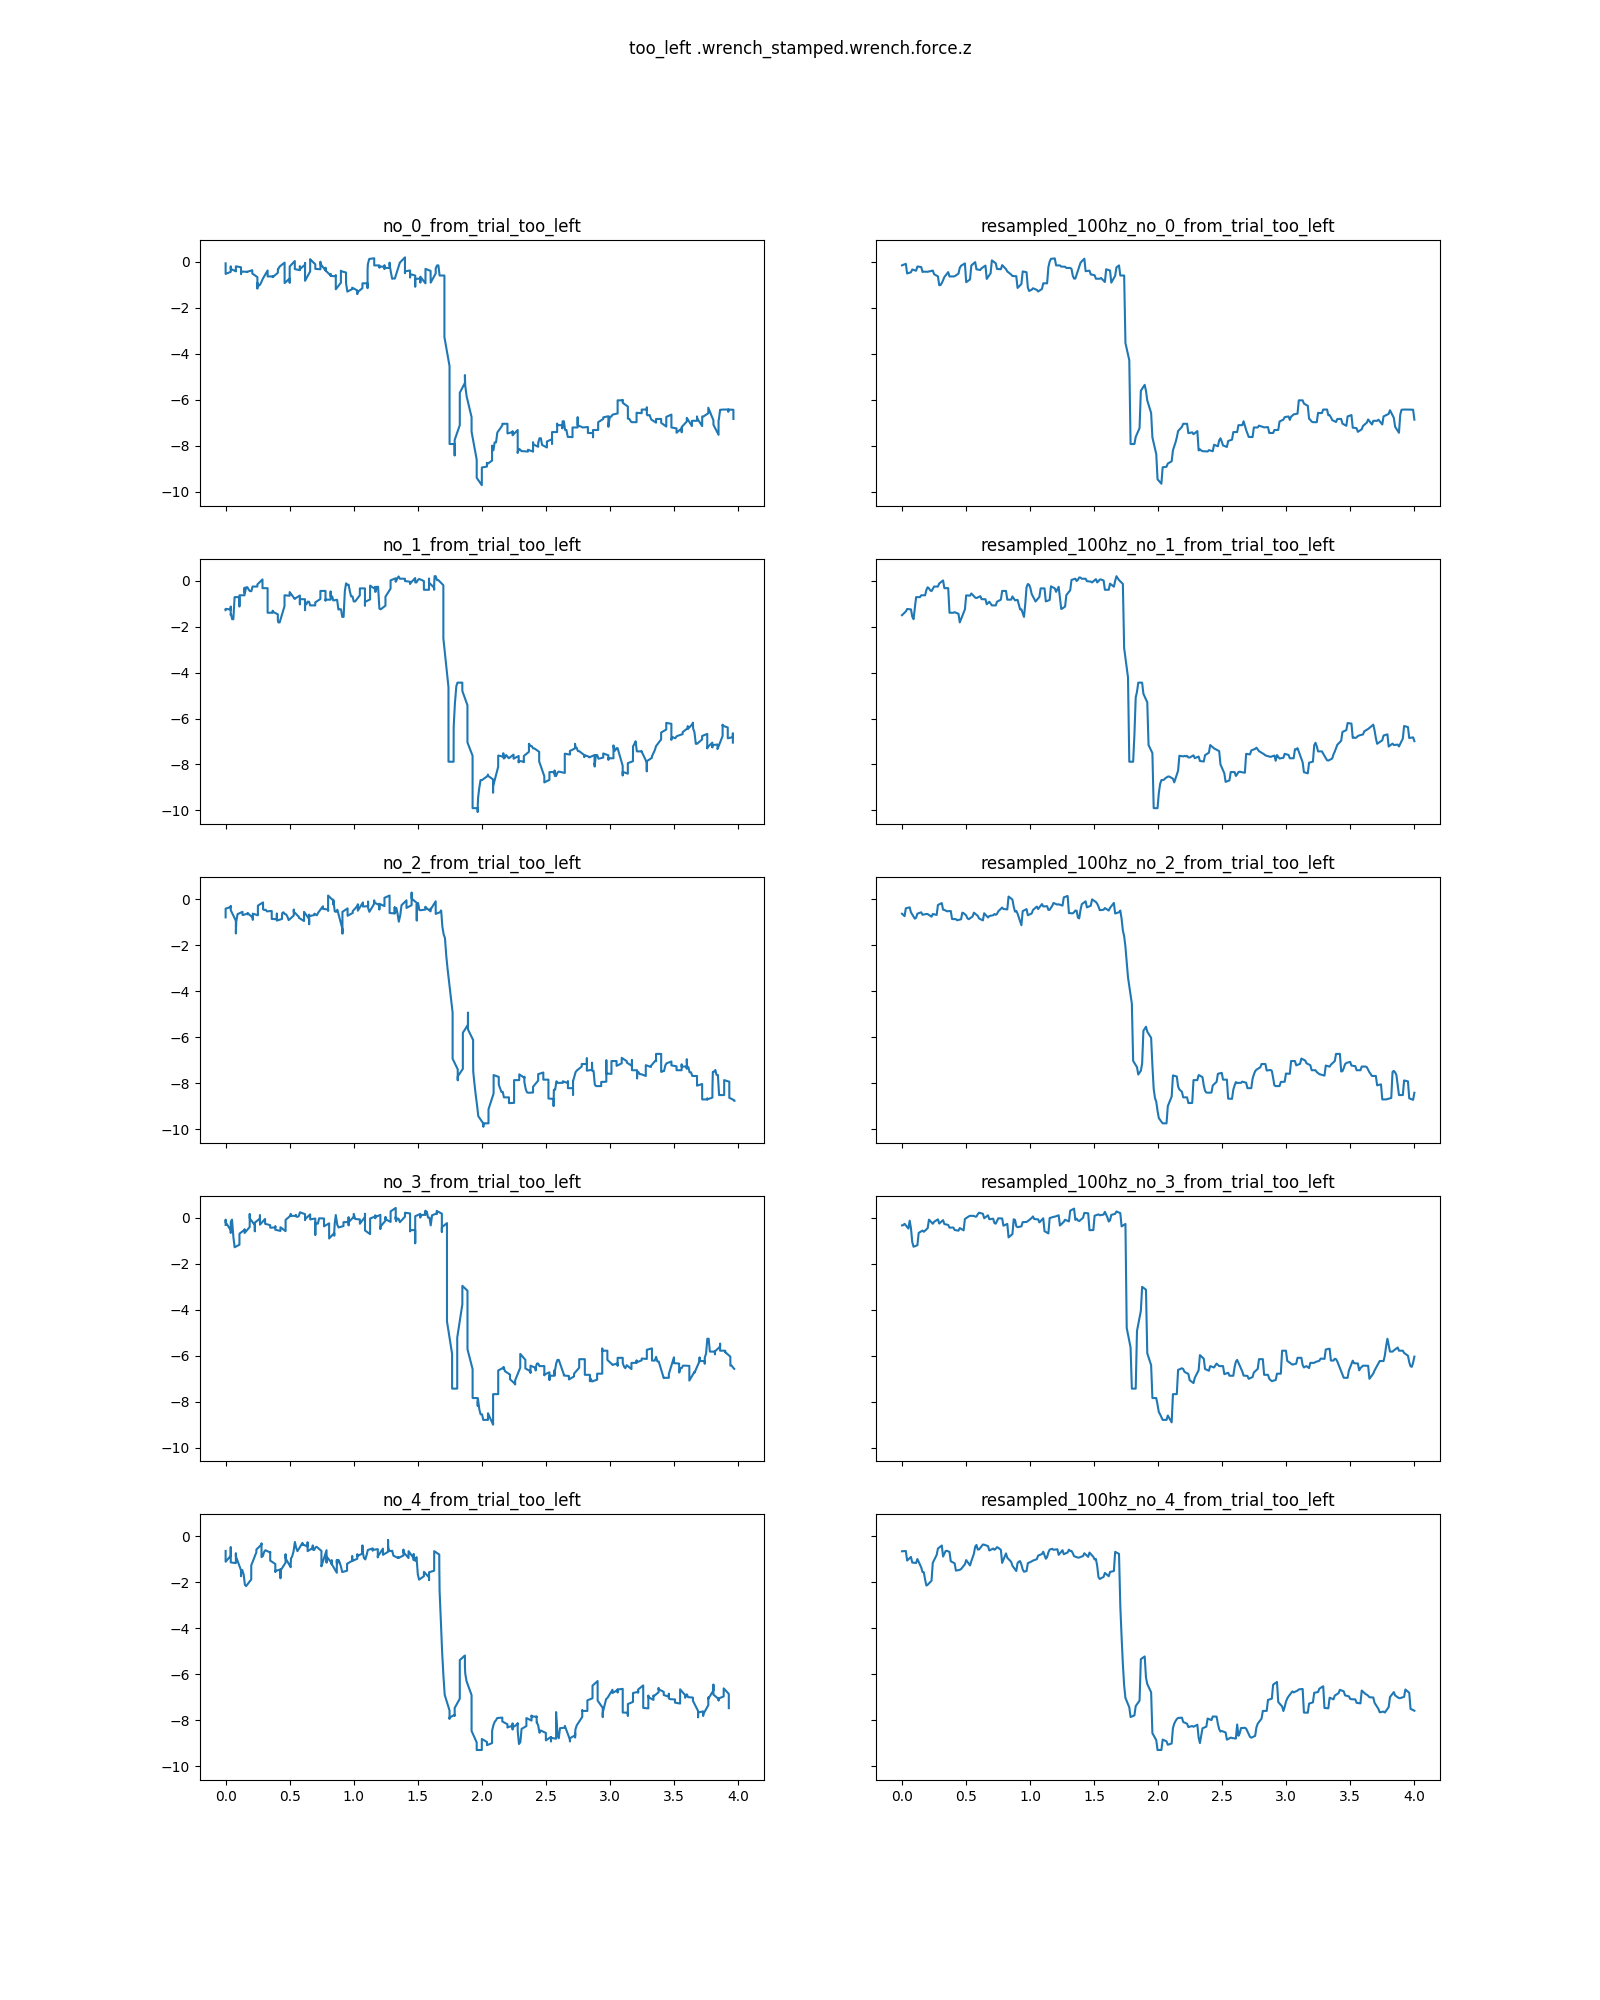 too_left .wrench_stamped.wrench.force.z
no_0_from_trial_too_left
resampled_100hz_no_0_from_trial_too_left
0
−2
−4
−6
−8
−10
no_1_from_trial_too_left
resampled_100hz_no_1_from_trial_too_left
0
−2
−4
−6
−8
−10
no_2_from_trial_too_left
resampled_100hz_no_2_from_trial_too_left
0
−2
−4
−6
−8
−10
no_3_from_trial_too_left
resampled_100hz_no_3_from_trial_too_left
0
−2
−4
−6
−8
−10
no_4_from_trial_too_left
resampled_100hz_no_4_from_trial_too_left
0
−2
−4
−6
−8
−10
0.0 0.5 1.0 1.5 2.0 2.5 3.0 3.5 4.0
0.0 0.5 1.0 1.5 2.0 2.5 3.0 3.5 4.0